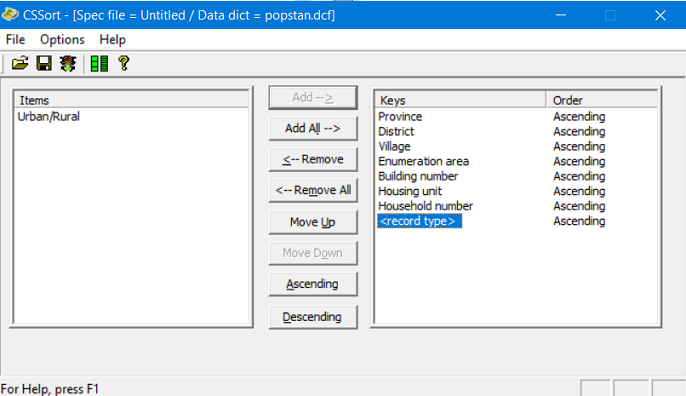 CSSort - [Spec file = Untitled / Data dict = popstan.dcf]
File Options Help
Items
Urban/Rural
Add -->
Add All -->
<-- Remove
<-- Remove All
Move Up
Move Down
Ascending
Descending
Keys Order
Province Ascending
District Ascending
Village Ascending
Enumeration area Ascending
Building number Ascending
Housing unit Ascending
Household number Ascending
<record type> Ascending
For Help, press F1